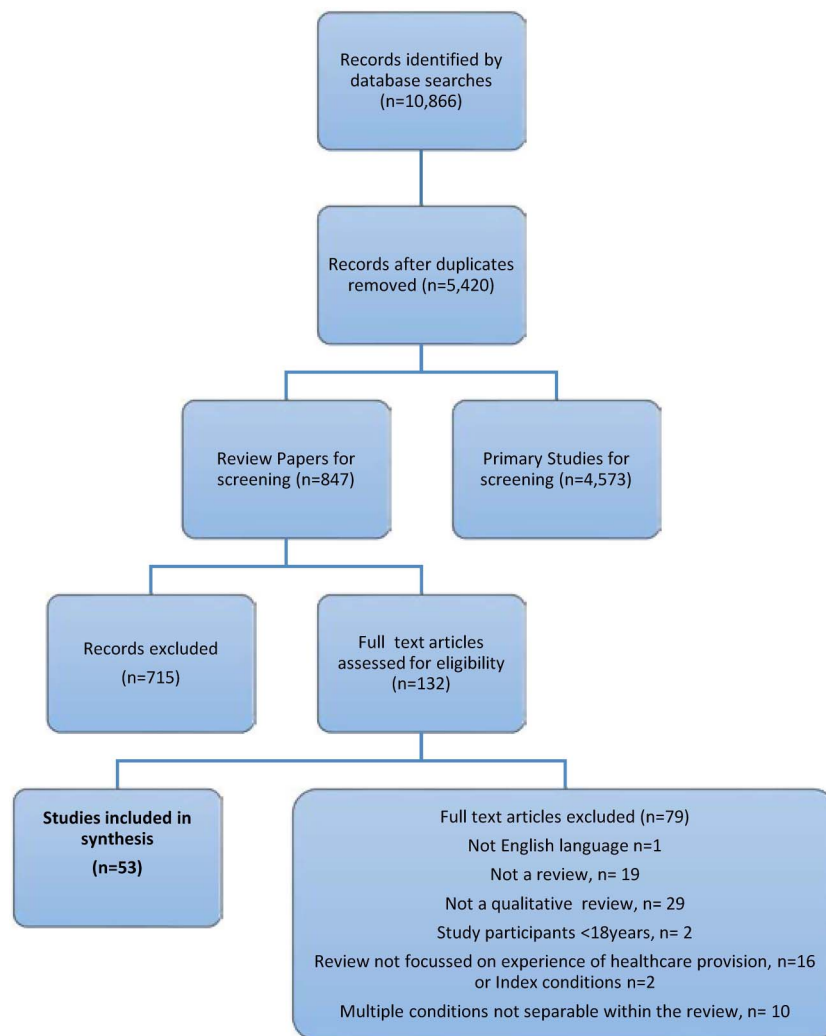 Records identified by
database searches
(n=10,866)
Records after duplicates
removed (n=5,420)
Review Papers for
screening (n=847)
Primary Studies for
screening (n=4,573)
Records excluded
(n=715)
Full text articles
assessed for eligibility
(n=132)
Studies included in
synthesis
(n=53)
Full text articles excluded (n=79)
Not English language n=1
Not a review, n= 19
Not a qualitative review, n= 29
Study participants <18years, n= 2
Review not focussed on experience of healthcare provision, n=16
or Index conditions n=2
Multiple conditions not separable within the review, n= 10